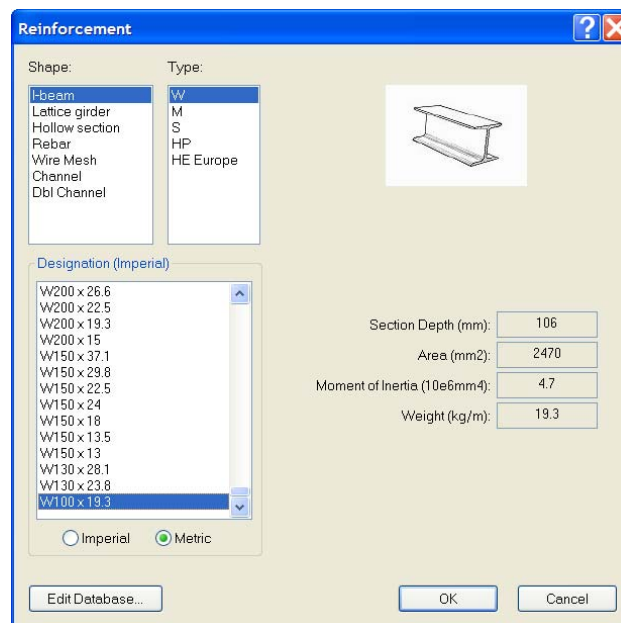 Reinforcement
Shape:
I-beam
Lattice girder
Hollow section
Rebar
Wire Mesh
Channel
Dbl Channel
Type:
W
M
S
HP
HE Europe
Designation (Imperial)
W200 x 26.6
W200 x 22.5
W200 x 19.3
W200 x 15
W150 x 37.1
W150 x 29.8
W150 x 22.5
W150 x 24
W150 x 18
W150 x 13.5
W150 x 13
W130 x 28.1
W130 x 23.8
W100 x 19.3
Imperial
Metric
Section Depth (mm): 106
Area (mm2): 2470
Moment of Inertia (10e6mm4): 4.7
Weight (kg/m): 19.3
Edit Database...
OK
Cancel